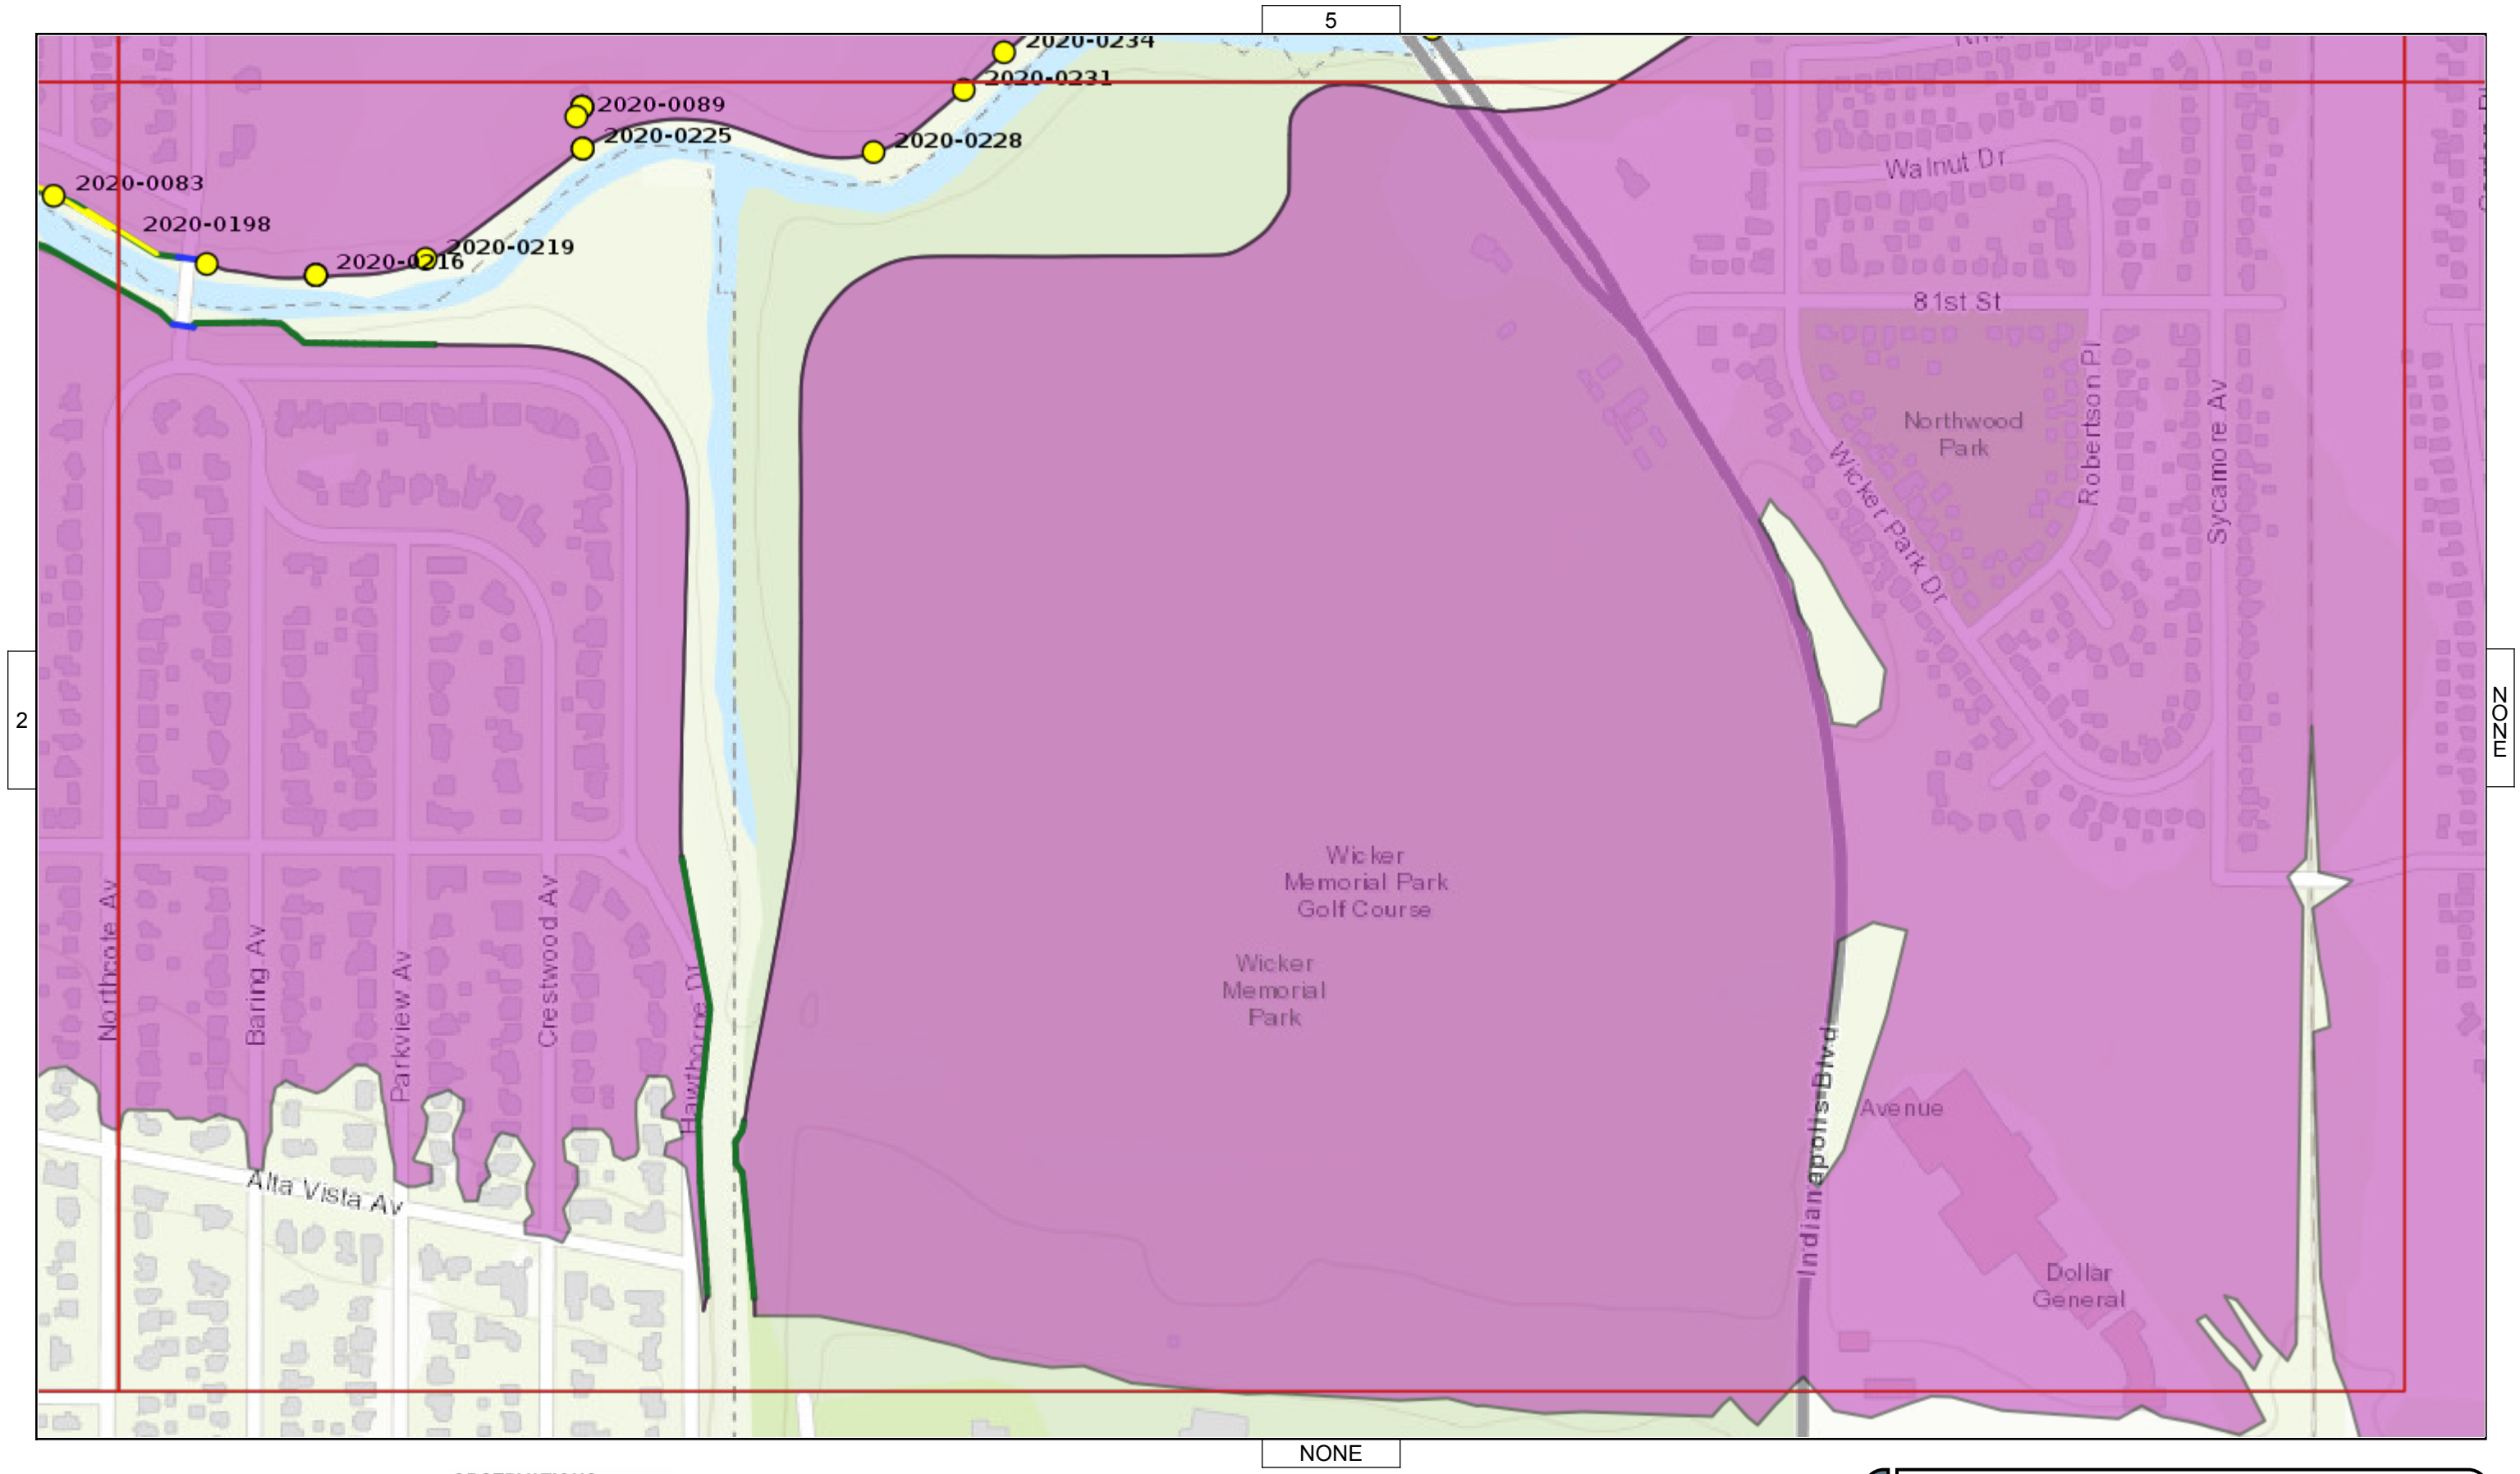 5
2020-0234
2020-0231
2020-0089
2020-0225
2020-0228
2020-0083
2020-0198
2020-0219
2020-0216
Walnut Dr
81st St
Northwood
Park
Robertson Pl
Sycamore Av
Wicker Park Dr
2
NONE
Wicker
Memorial Park
Golf Course
Wicker
Memorial
Park
Northcote Av
Baring Av
Parkview Av
Crestwood Av
Hawthorne Dr
Indianapolis Blvd
Avenue
Alta Vista Av
Dollar
General
NONE